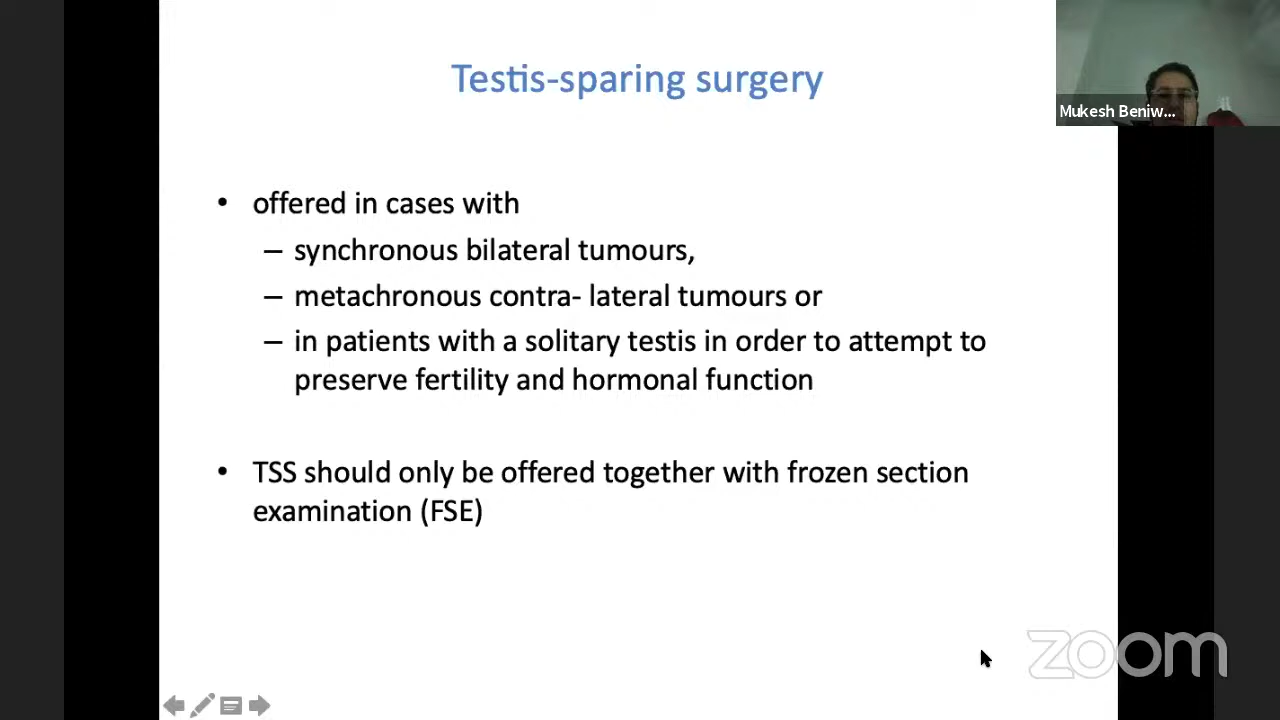 Testis-sparing surgery
Mukesh Beniw...
• offered in cases with
– synchronous bilateral tumours,
– metachronous contra- lateral tumours or
– in patients with a solitary testis in order to attempt to
preserve fertility and hormonal function
• TSS should only be offered together with frozen section
examination (FSE)
zoom